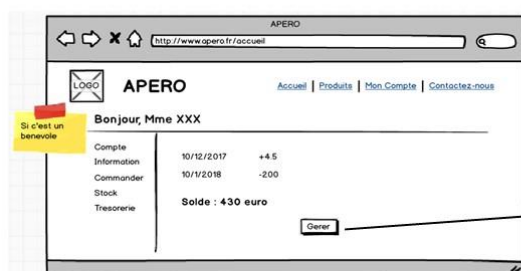 APERO
http://www.apero.fr/accueil
LOGO
APERO
Accueil | Produits | Mon Compte | Contactez-nous
Si c'est un
benevole
Bonjour, Mme XXX
Compte
Information
Commander
Stock
Tresorerie
10/12/2017 +4.5
10/1/2018 -200
Solde : 430 euro
Gerer